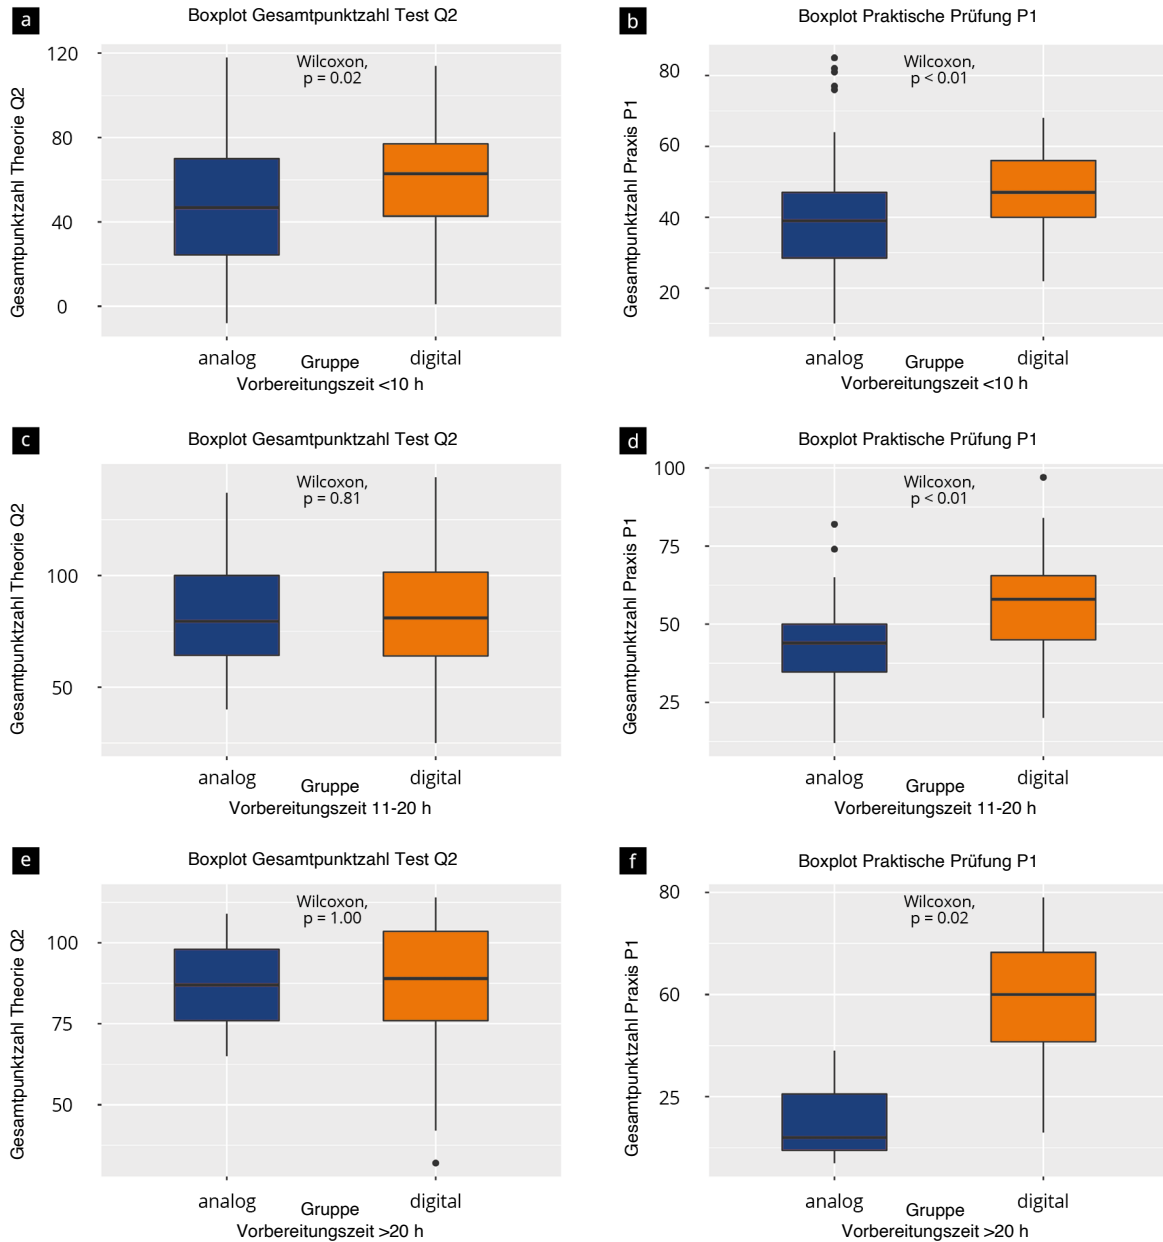 a
Boxplot Gesamtpunktzahl Test Q2
Gesamtpunktzahl Theorie Q2
120
80
40
0
Wilcoxon,
p = 0.02
analog
digital
Gruppe
Vorbereitungszeit <10 h
b
Boxplot Praktische Prüfung P1
Gesamtpunktzahl Praxis P1
80
60
40
20
Wilcoxon,
p < 0.01
analog
digital
Gruppe
Vorbereitungszeit <10 h
c
Boxplot Gesamtpunktzahl Test Q2
Gesamtpunktzahl Theorie Q2
100
50
Wilcoxon,
p = 0.81
analog
digital
Gruppe
Vorbereitungszeit 11-20 h
d
Boxplot Praktische Prüfung P1
Gesamtpunktzahl Praxis P1
100
75
50
25
Wilcoxon,
p < 0.01
analog
digital
Gruppe
Vorbereitungszeit 11-20 h
e
Boxplot Gesamtpunktzahl Test Q2
Gesamtpunktzahl Theorie Q2
100
75
50
Wilcoxon,
p = 1.00
analog
digital
Gruppe
Vorbereitungszeit >20 h
f
Boxplot Praktische Prüfung P1
Gesamtpunktzahl Praxis P1
80
60
25
Wilcoxon,
p = 0.02
analog
digital
Gruppe
Vorbereitungszeit >20 h